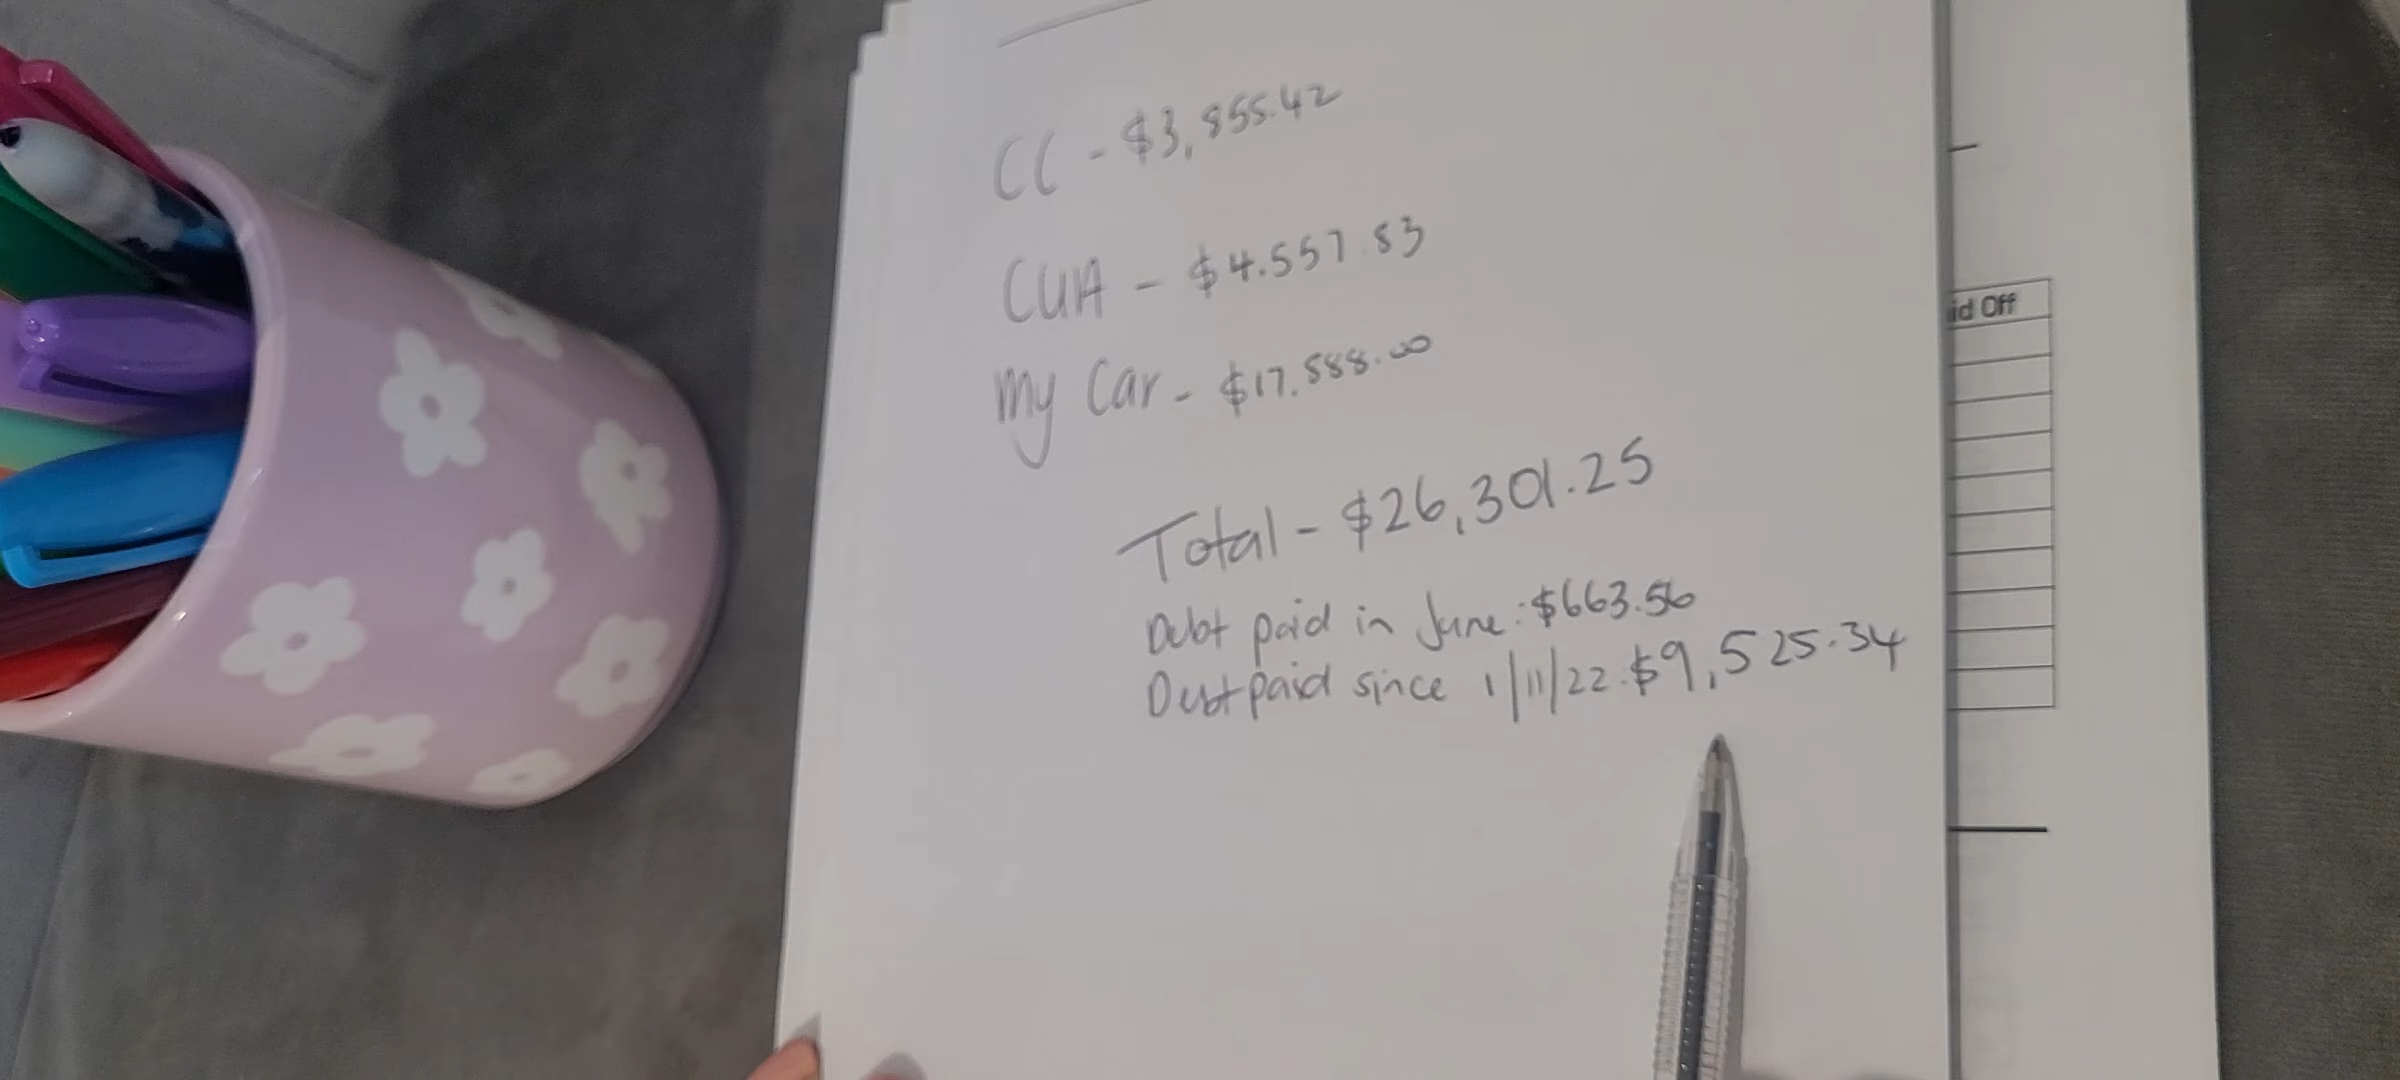 CC - $3,855.42
CUA - $4.557.83
My Car - $17.888.00
Total - $26,301.25
Debt paid in June: $663.56
Debt paid since 1/11/22: $9,525.34
id Off